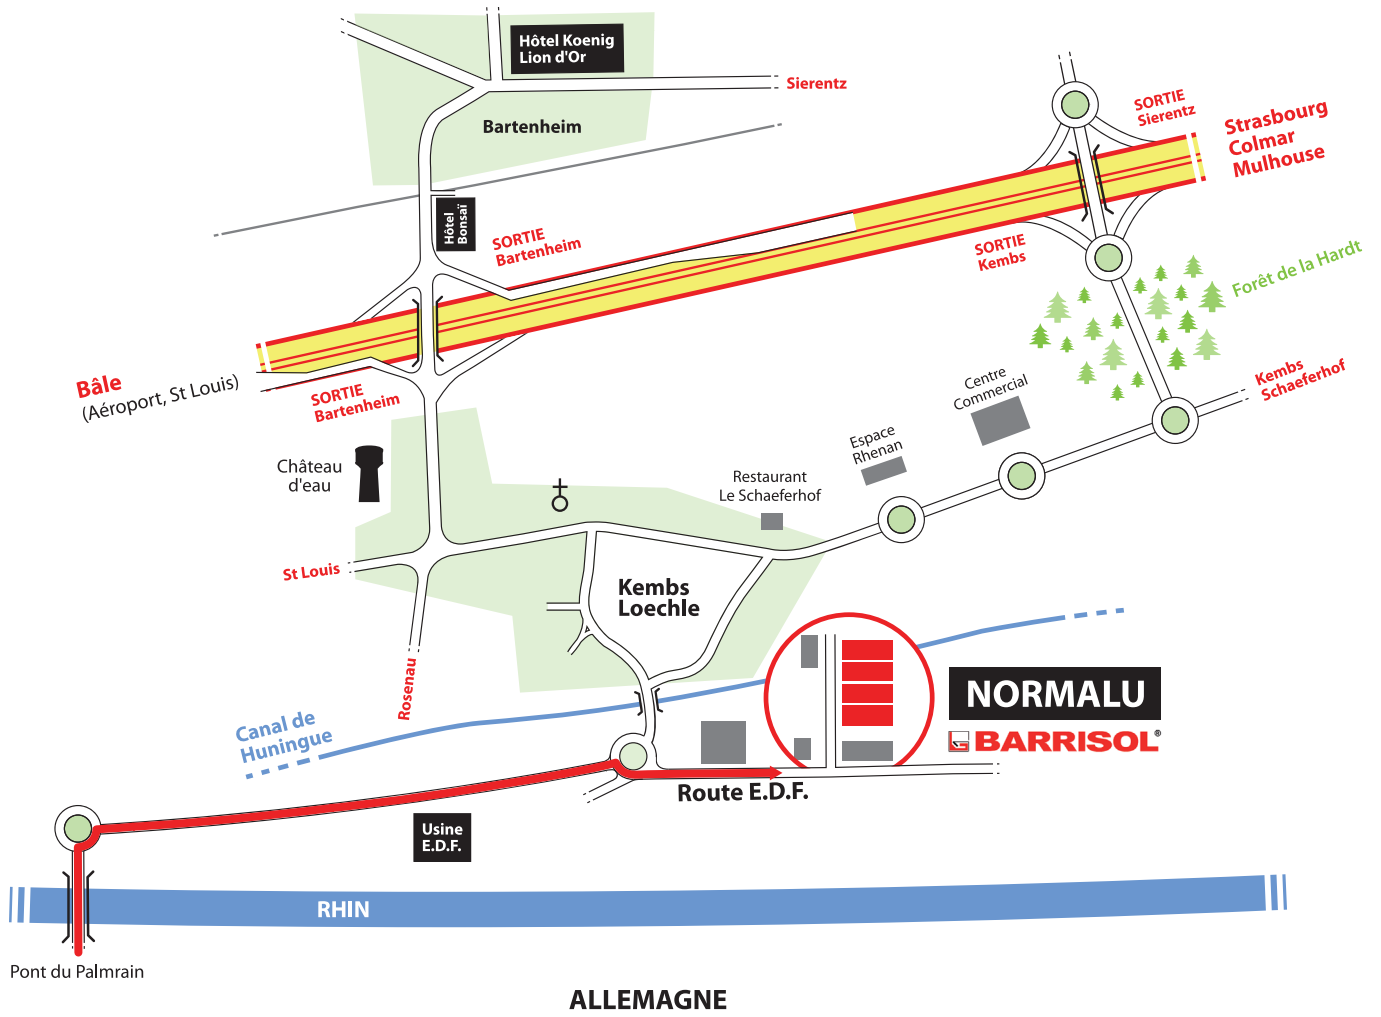 Hôtel Koenig
Lion d'Or
Sierentz
Bartenheim
SORTIE
Sierentz
Strasbourg
Colmar
Mulhouse
Hôtel
Bonsaï
SORTIE
Bartenheim
SORTIE
Kembs
Forêt de la Hardt
Bâle
(Aéroport, St Louis)
SORTIE
Bartenheim
Kembs
Schaeferhof
Centre
Commercial
Espace
Rhenan
Château
d'eau
Restaurant
Le Schaeferhof
St Louis
Kembs
Loechle
Rosenau
Canal de
Huningue
NORMALU
BARRISOL®
Route E.D.F.
Usine
E.D.F.
RHIN
Pont du Palmrain
ALLEMAGNE